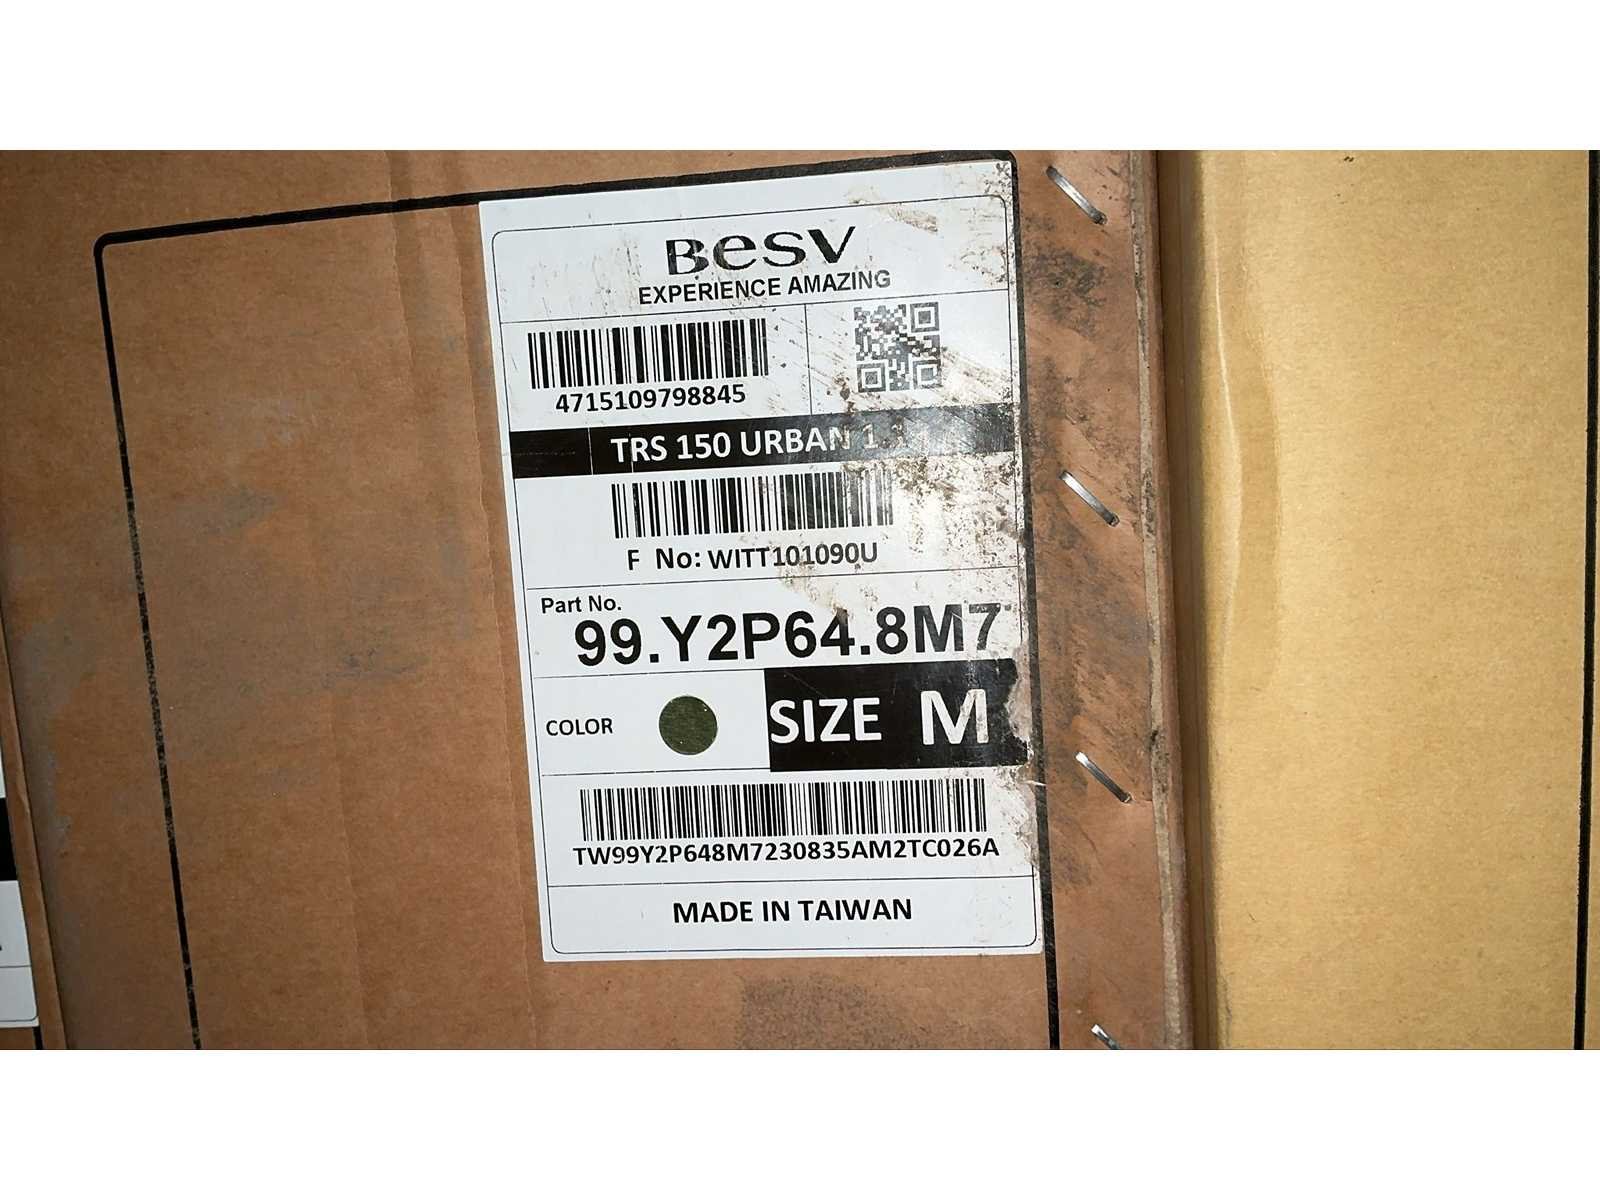 BESV
EXPERIENCE AMAZING
4715109798845
TRS 150 URBAN
F No: WITT101090U
Part No.
99.Y2P64.8M7
COLOR
SIZE M
TW99Y2P648M7230835AM2TC026A
MADE IN TAIWAN